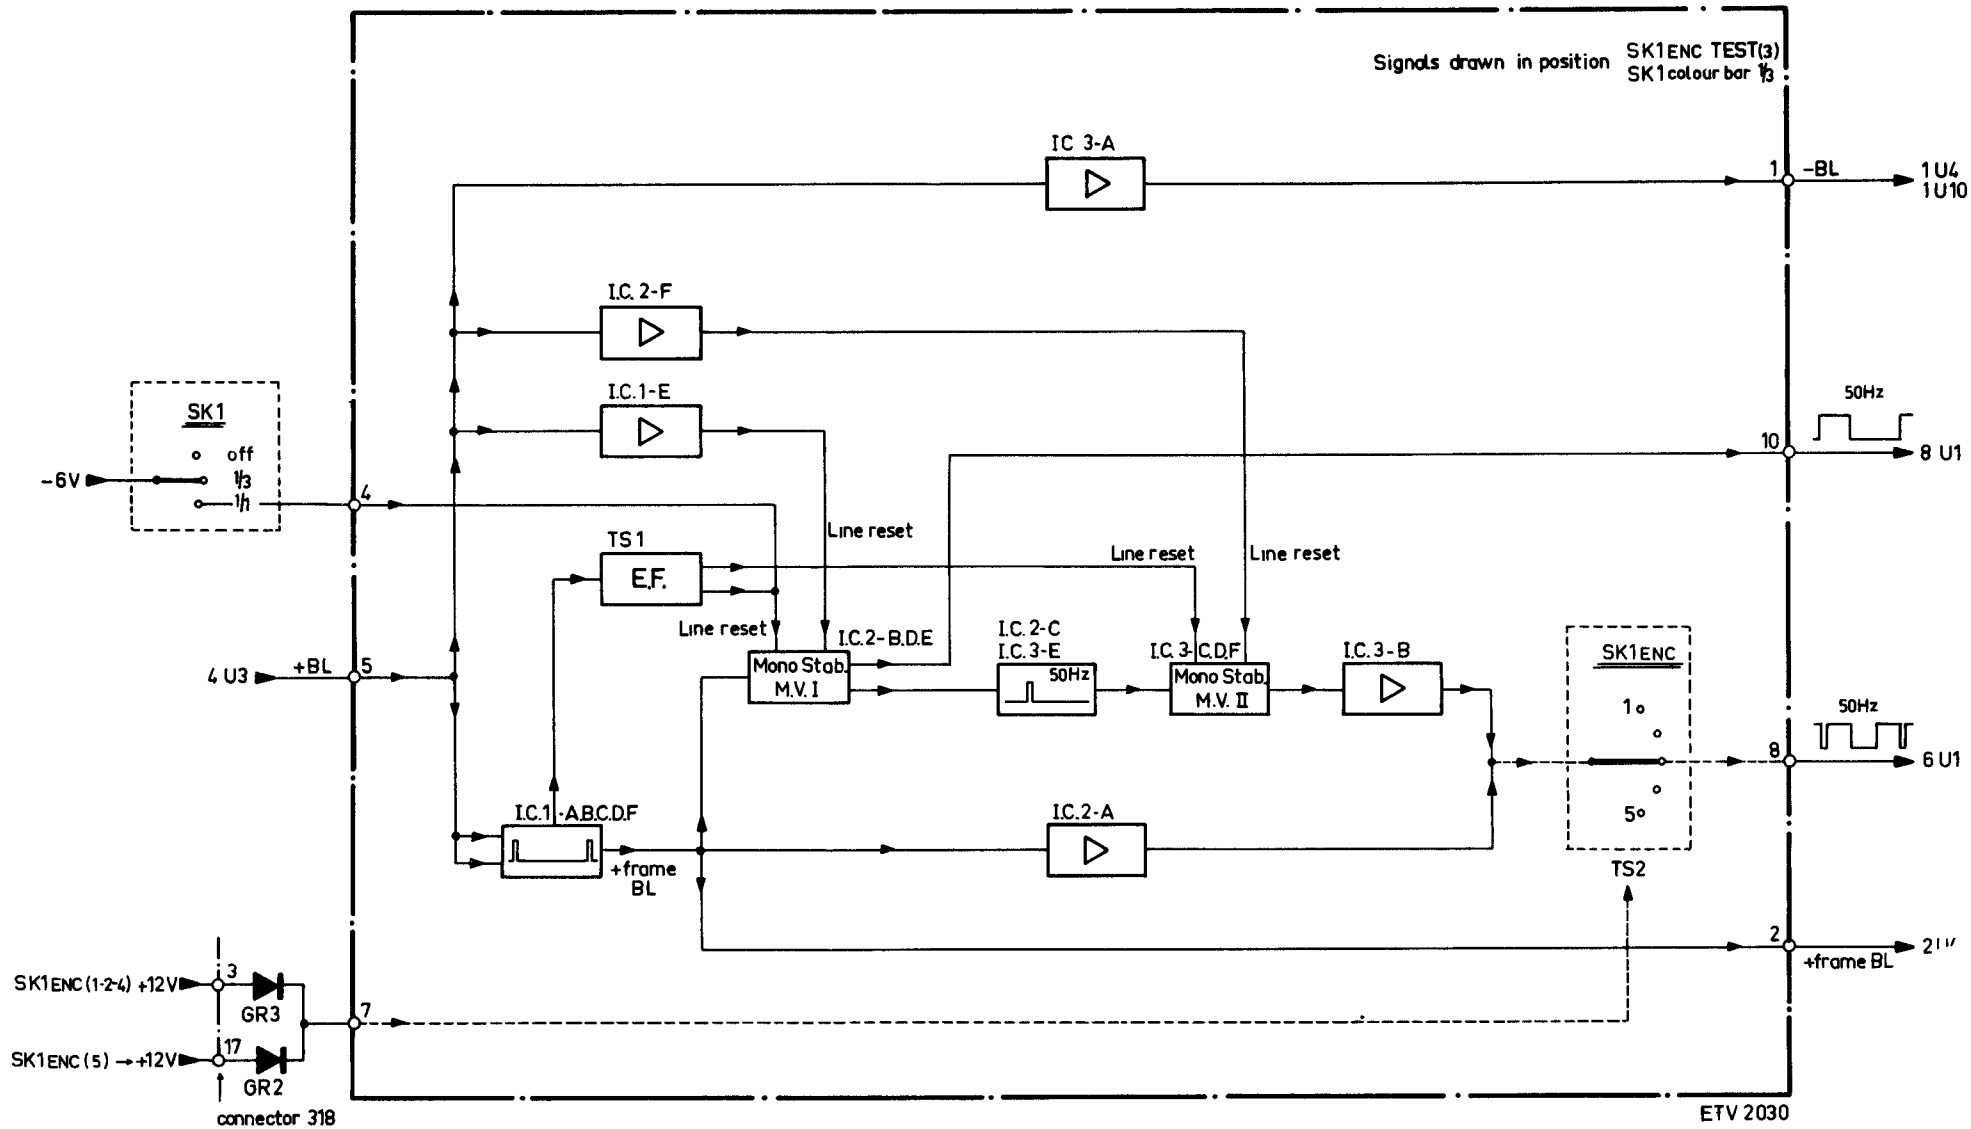 Signals drawn in position SK1ENC TEST(3)
SK1 colour bar 1/3
IC 3-A
1
-BL
1U4
1U10
I.C. 2-F
I.C.1-E
SK1
off
1/3
1/1
-6V
4
50Hz
10
8 U1
Line reset
TS1
E.F.
Line reset
Line reset
Line reset
I.C.2-B.D.E
Mono Stab.
M.V. I
I.C. 2-C
I.C. 3-E
50Hz
I.C. 3-C.D.F
Mono Stab.
M.V. II
I.C. 3-B
SK1ENC
1
5
TS2
4 U3
+BL
5
50Hz
8
6 U1
I.C.1-A.B.C.D.F
+frame
BL
I.C.2-A
2
+frame BL
SK1ENC (1-2-4) +12V
3
GR3
7
SK1ENC (5) → +12V
17
GR2
connector 318
ETV 2030